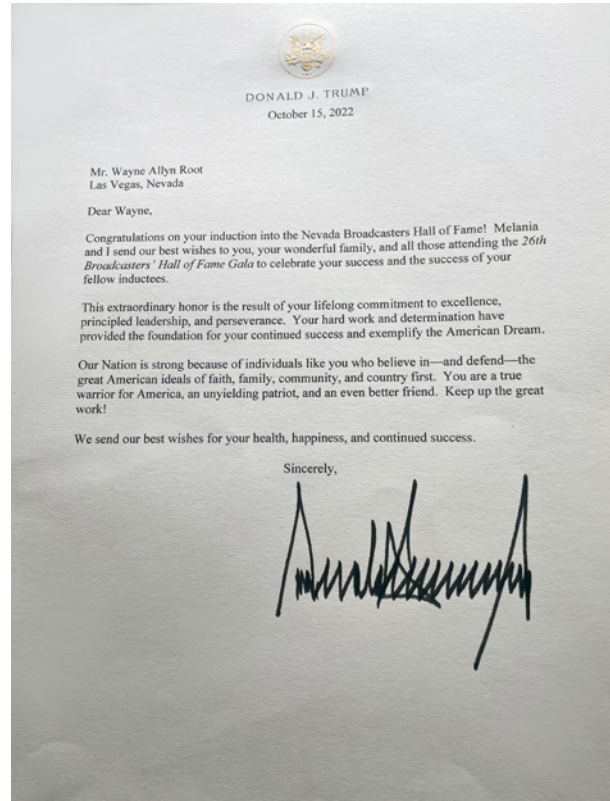 DONALD J. TRUMP
October 15, 2022
Mr. Wayne Allyn Root
Las Vegas, Nevada
Dear Wayne,
Congratulations on your induction into the Nevada Broadcasters Hall of Fame! Melania
and I send our best wishes to you, your wonderful family, and all those attending the 26th
Broadcasters' Hall of Fame Gala to celebrate your success and the success of your
fellow inductees.
This extraordinary honor is the result of your lifelong commitment to excellence,
principled leadership, and perseverance. Your hard work and determination have
provided the foundation for your continued success and exemplify the American Dream.
Our Nation is strong because of individuals like you who believe in—and defend—the
great American ideals of faith, family, community, and country first. You are a true
warrior for America, an unyielding patriot, and an even better friend. Keep up the great
work!
We send our best wishes for your health, happiness, and continued success.
Sincerely,